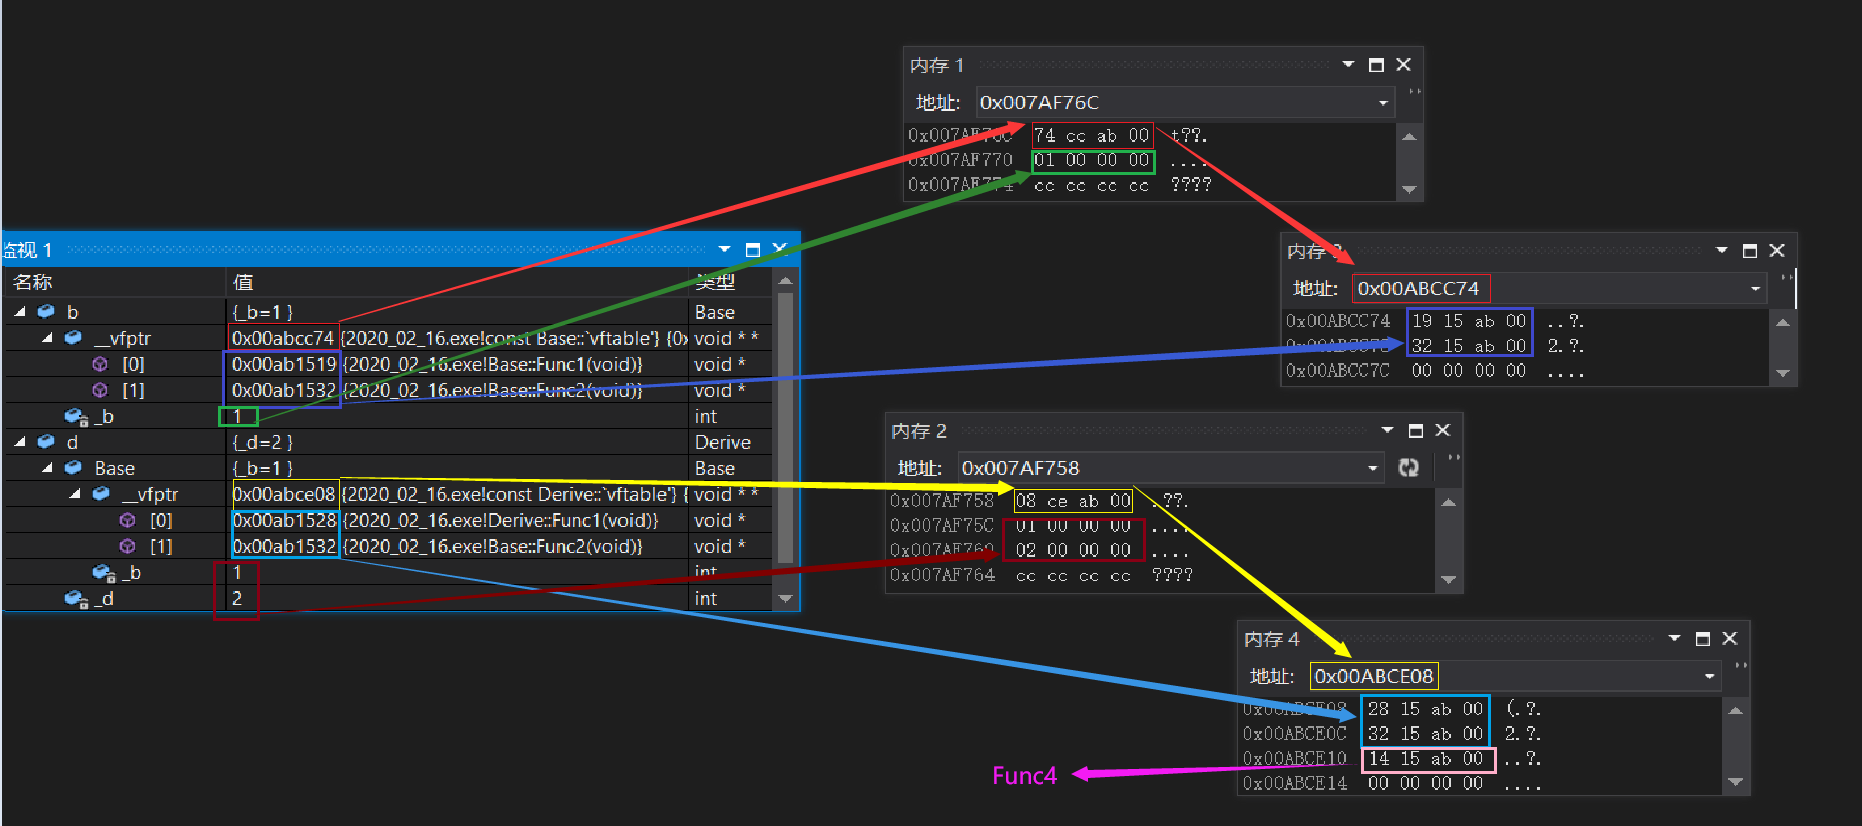 内存 1
地址: 0x007AF76C
0x007AF76C 74 cc ab 00 t??.
0x007AF770 01 00 00 00 ....
0x007AF774 cc cc cc cc ????
监视 1
名称 值 类型
b {_b=1 } Base
__vfptr 0x00abcc74 {2020_02_16.exe!const Base::`vftable'} {0x void * *
[0] 0x00ab1519 {2020_02_16.exe!Base::Func1(void)} void *
[1] 0x00ab1532 {2020_02_16.exe!Base::Func2(void)} void *
_b 1 int
d {_d=2 } Derive
Base {_b=1 } Base
__vfptr 0x00abce08 {2020_02_16.exe!const Derive::`vftable'} { void * *
[0] 0x00ab1528 {2020_02_16.exe!Derive::Func1(void)} void *
[1] 0x00ab1532 {2020_02_16.exe!Base::Func2(void)} void *
_b 1 int
_d 2 int
内存
地址: 0x00ABCC74
0x00ABCC74 19 15 ab 00 ..?.
0x00ABCC78 32 15 ab 00 2.?.
0x00ABCC7C 00 00 00 00 ....
内存 2
地址: 0x007AF758
0x007AF758 08 ce ab 00 .??.
0x007AF75C 01 00 00 00 ....
0x007AF760 02 00 00 00 ....
0x007AF764 cc cc cc cc ????
内存 4
地址: 0x00ABCE08
0x00ABCE08 28 15 ab 00 (.?.
0x00ABCE0C 32 15 ab 00 2.?.
0x00ABCE10 14 15 ab 00 ..?.
0x00ABCE14 00 00 00 00 ....
Func4